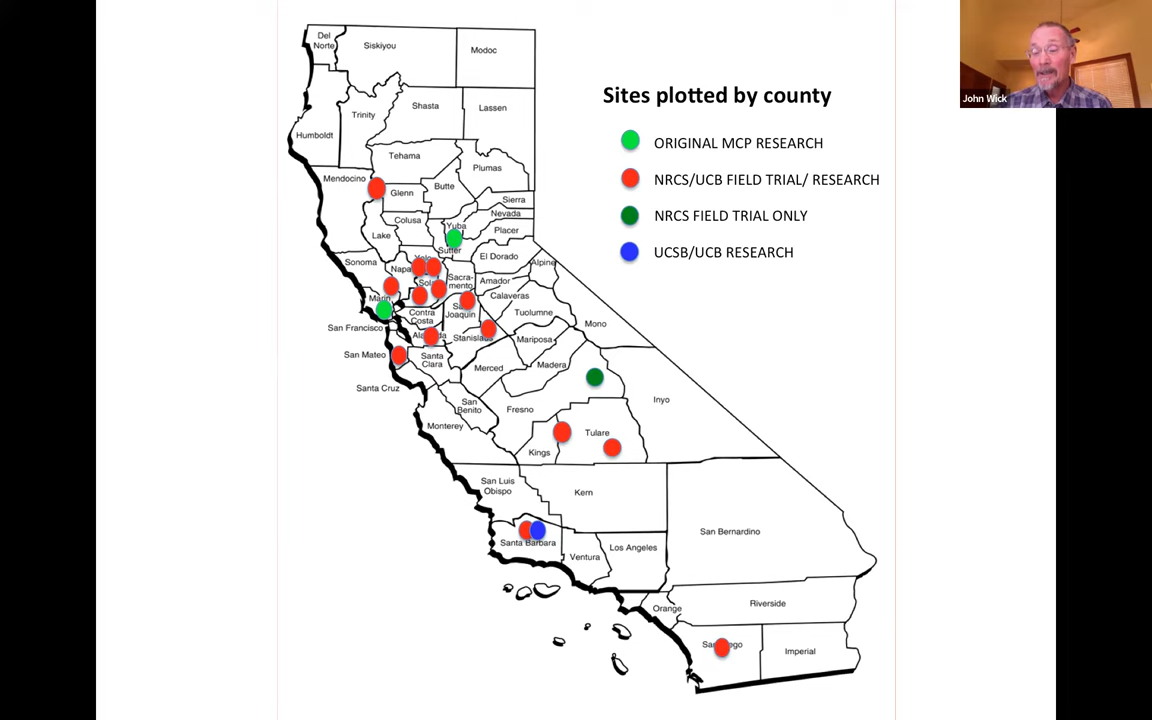 John Wick
Sites plotted by county
ORIGINAL MCP RESEARCH
NRCS/UCB FIELD TRIAL/ RESEARCH
NRCS FIELD TRIAL ONLY
UCSB/UCB RESEARCH
Del
Norte
Siskiyou
Modoc
Trinity
Shasta
Lassen
Humboldt
Tehama
Plumas
Mendocino
Glenn
Butte
Sierra
Nevada
Colusa
Yuba
Placer
Lake
Sutter
Sonoma
Napa
El Dorado
Alpine
Sacra-
mento
Amador
Marin
Calaveras
Contra
Costa
Joaquin
Tuolumne
San Francisco
Mono
Mariposa
San Mateo
Santa
Clara
Merced
Madera
Santa Cruz
San
Benito
Fresno
Inyo
Monterey
Tulare
Kings
San Luis
Obispo
Kern
San Bernardino
Santa Barbara
Ventura
Los Angeles
Orange
Riverside
Imperial